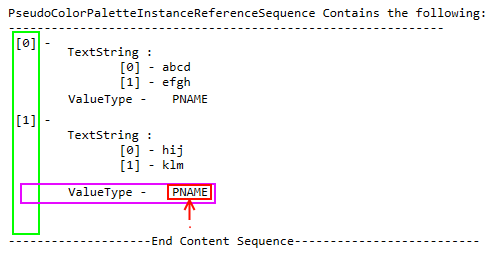 PseudoColorPaletteInstanceReferenceSequence Contains the following:
-------------------------------------------------------------
[0] -
TextString :
[0] - abcd
[1] - efgh
ValueType -    PNAME
[1] -
TextString :
[0] - hij
[1] - klm
ValueType -    PNAME
--------------------End Content Sequence--------------------------